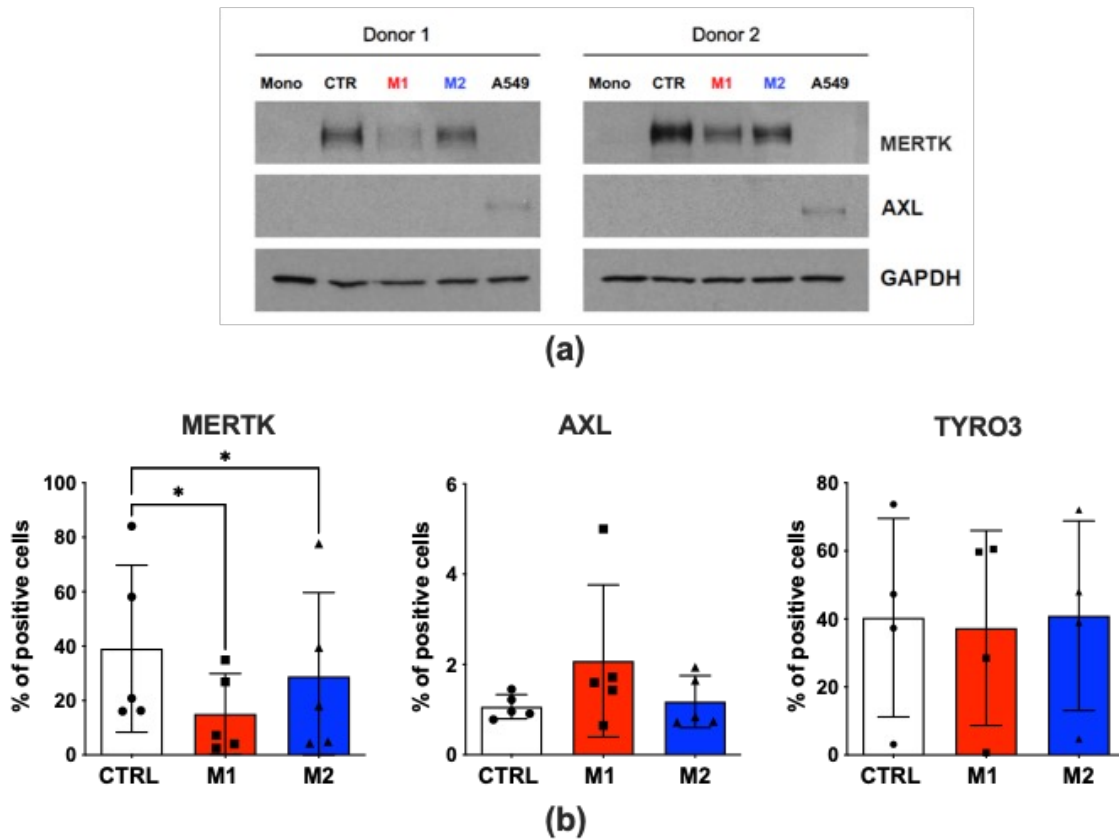 Donor 1 Donor 2
Mono CTR M1 M2 A549 Mono CTR M1 M2 A549
MERTK
AXL
GAPDH
(a)
MERTK AXL TYRO3
* *
% of positive cells
100
80
60
40
20
0
CTRL M1 M2
% of positive cells
6
4
2
0
CTRL M1 M2
% of positive cells
80
60
40
20
0
CTRL M1 M2
(b)